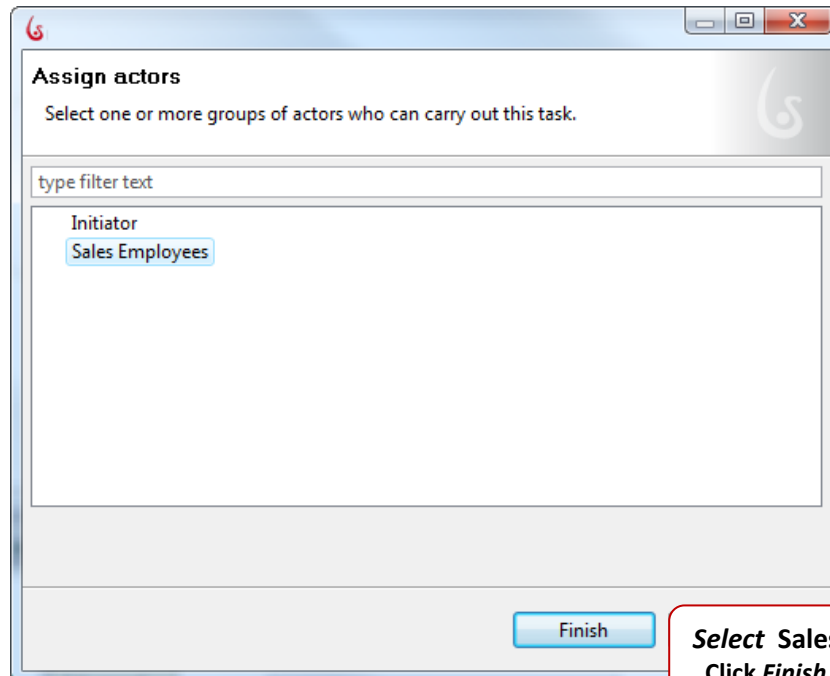 Assign actors
Select one or more groups of actors who can carry out this task.
type filter text
Initiator
Sales Employees
Finish
Select Sales
Click Finish